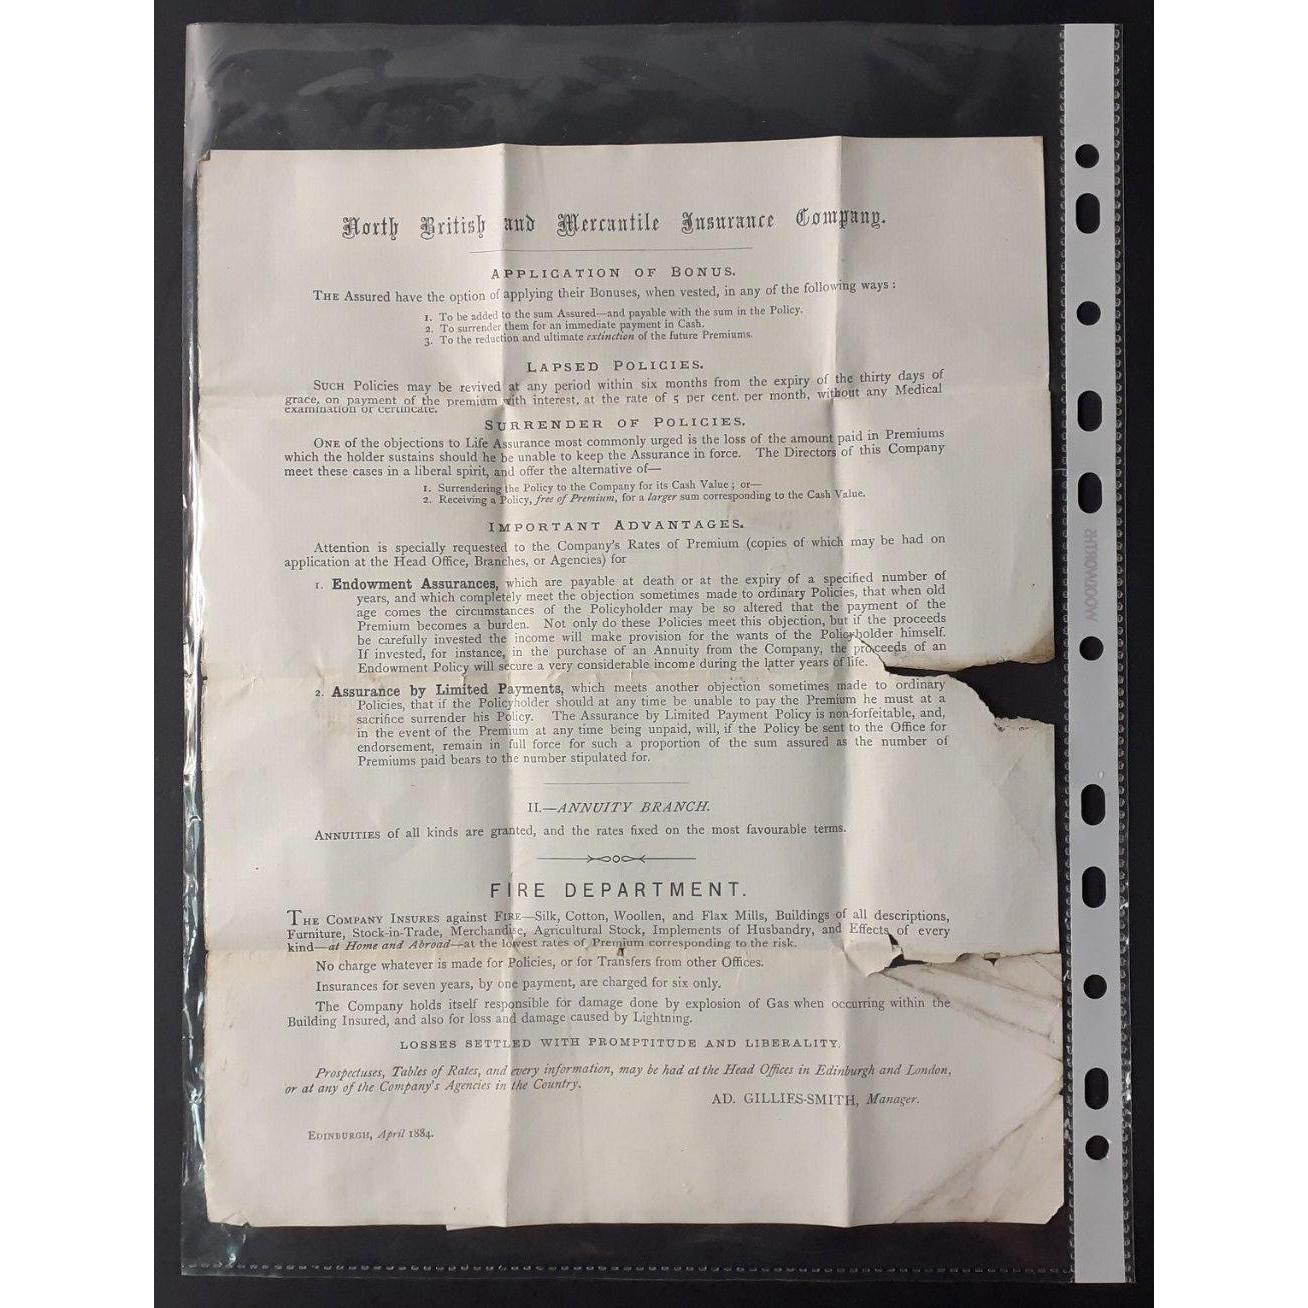 North British and Mercantile Insurance Company.
APPLICATION OF BONUS.
THE Assured have the option of applying their Bonuses, when vested, in any of the following ways :
1. To be added to the sum Assured—and payable with the sum in the Policy.
2. To surrender them for an immediate payment in Cash.
3. To the reduction and ultimate extinction of the future Premiums.
LAPSED POLICIES.
SUCH Policies may be revived at any period within six months from the expiry of the thirty days of
grace, on payment of the premium with interest, at the rate of 5 per cent. per month, without any Medical
examination or certificate.
SURRENDER OF POLICIES.
ONE of the objections to Life Assurance most commonly urged is the loss of the amount paid in Premiums
which the holder sustains should he be unable to keep the Assurance in force. The Directors of this Company
meet these cases in a liberal spirit, and offer the alternative of—
1. Surrendering the Policy to the Company for its Cash Value ; or—
2. Receiving a Policy, free of Premium, for a larger sum corresponding to the Cash Value.
IMPORTANT ADVANTAGES.
Attention is specially requested to the Company's Rates of Premium (copies of which may be had on
application at the Head Office, Branches, or Agencies) for
1. Endowment Assurances, which are payable at death or at the expiry of a specified number of
years, and which completely meet the objection sometimes made to ordinary Policies, that when old
age comes the circumstances of the Policyholder may be so altered that the payment of the
Premium becomes a burden. Not only do these Policies meet this objection, but if the proceeds
be carefully invested the income will make provision for the wants of the Policyholder himself.
If invested, for instance, in the purchase of an Annuity from the Company, the proceeds of an
Endowment Policy will secure a very considerable income during the latter years of life.
2. Assurance by Limited Payments, which meets another objection sometimes made to ordinary
Policies, that if the Policyholder should at any time be unable to pay the Premium he must at a
sacrifice surrender his Policy. The Assurance by Limited Payment Policy is non-forfeitable, and,
in the event of the Premium at any time being unpaid, will, if the Policy be sent to the Office for
endorsement, remain in full force for such a proportion of the sum assured as the number of
Premiums paid bears to the number stipulated for.
II.—ANNUITY BRANCH.
ANNUITIES of all kinds are granted, and the rates fixed on the most favourable terms.
FIRE DEPARTMENT.
THE COMPANY INSURES against FIRE—Silk, Cotton, Woollen, and Flax Mills, Buildings of all descriptions,
Furniture, Stock-in-Trade, Merchandise, Agricultural Stock, Implements of Husbandry, and Effects of every
kind—at Home and Abroad—at the lowest rates of Premium corresponding to the risk.
No charge whatever is made for Policies, or for Transfers from other Offices.
Insurances for seven years, by one payment, are charged for six only.
The Company holds itself responsible for damage done by explosion of Gas when occurring within the
Building Insured, and also for loss and damage caused by Lightning.
LOSSES SETTLED WITH PROMPTITUDE AND LIBERALITY.
Prospectuses, Tables of Rates, and every information, may be had at the Head Offices in Edinburgh and London,
or at any of the Company's Agencies in the Country.
AD. GILLIES-SMITH, Manager.
EDINBURGH, April 1884.
WOOLWORTHS